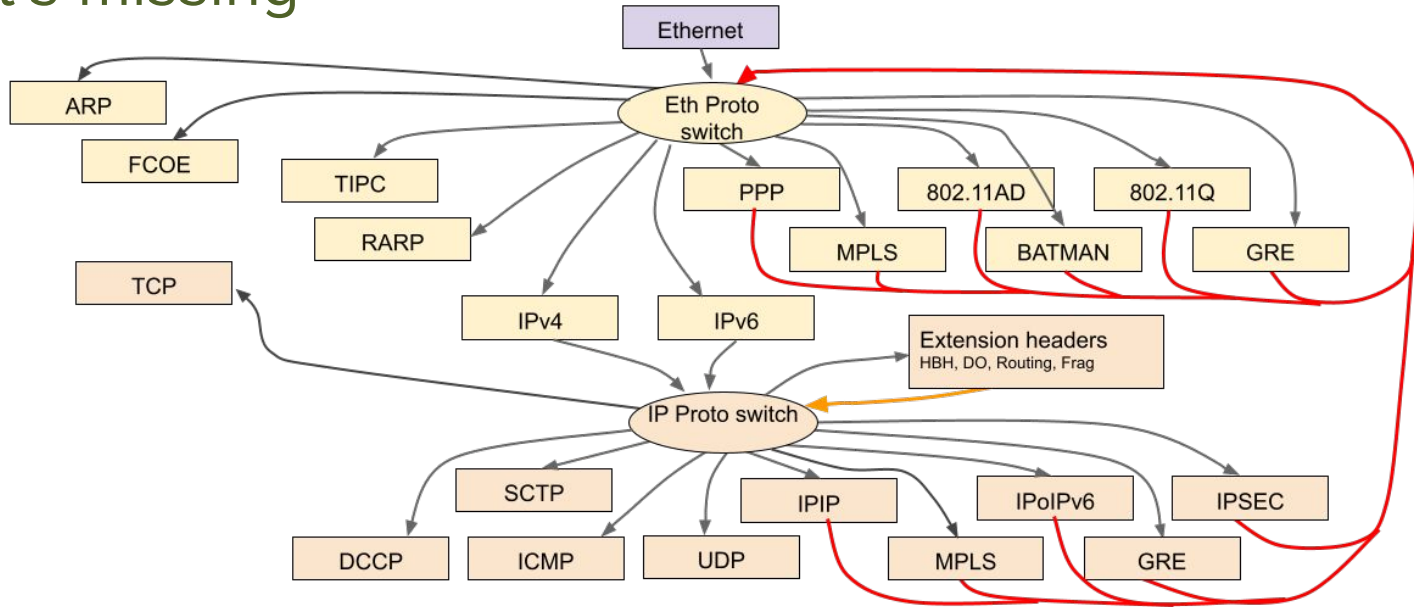 t's missing
Ethernet
Eth Proto
switch
ARP
FCOE
TIPC
RARP
PPP
802.11AD
802.11Q
MPLS
BATMAN
GRE
TCP
IPv4
IPv6
Extension headers
HBH, DO, Routing, Frag
IP Proto switch
SCTP
IPIP
IPoIPv6
IPSEC
DCCP
ICMP
UDP
MPLS
GRE